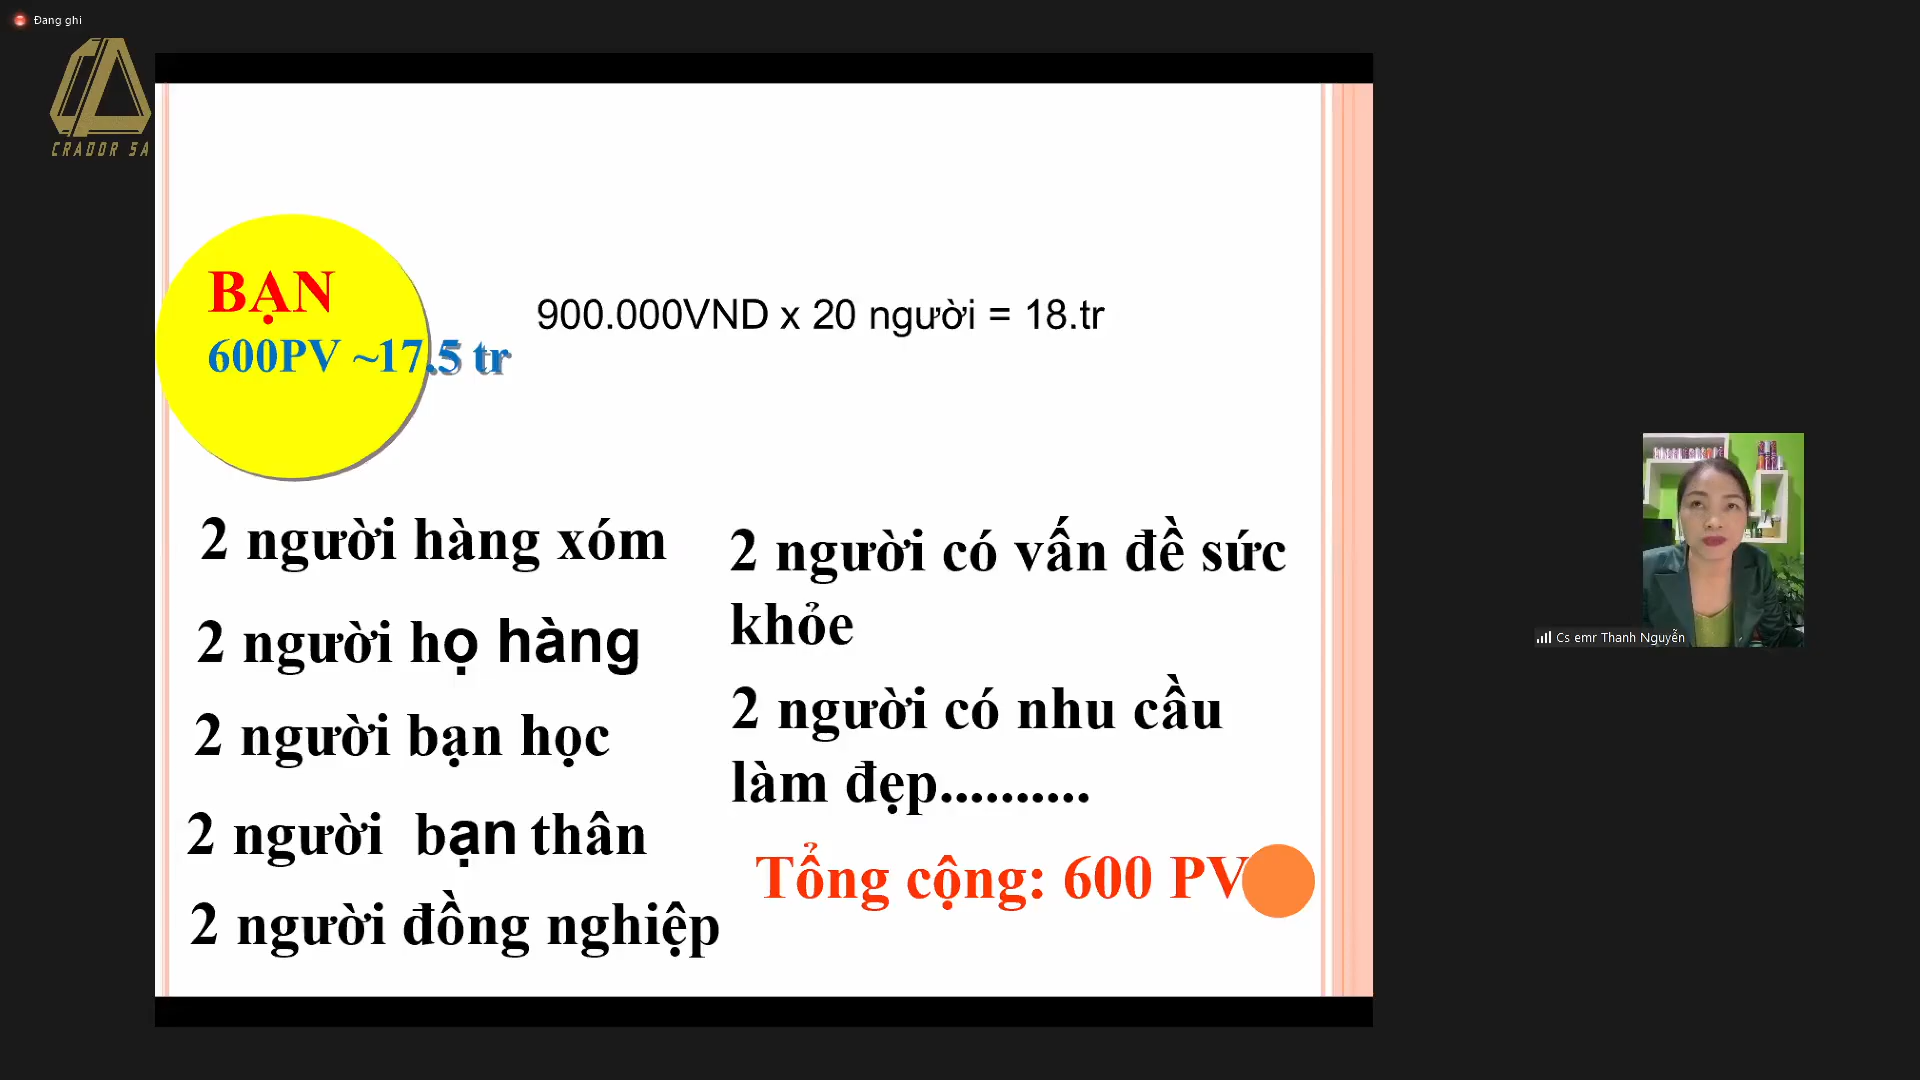 Đang ghi
CRADOR SA
BẠN
600PV ~17.5 tr
900.000VND x 20 người = 18.tr
2 người hàng xóm
2 người họ hàng
2 người bạn học
2 người bạn thân
2 người đồng nghiệp
2 người có vấn đề sức
khỏe
2 người có nhu cầu
làm đẹp..........
Tổng cộng: 600 PV
Cs emr Thanh Nguyễn